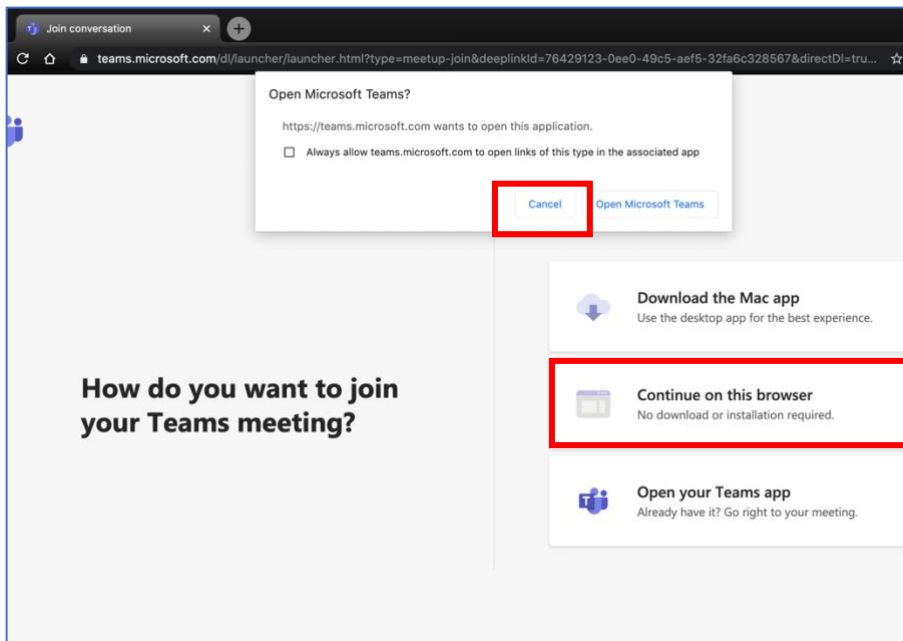 Join conversation
teams.microsoft.com/dl/launcher/launcher.html?type=meetup-join&deeplinkId=76429123-0ee0-49c5-aef5-32fa6c328567&directDl=tru...
Open Microsoft Teams?
https://teams.microsoft.com wants to open this application.
Always allow teams.microsoft.com to open links of this type in the associated app
Cancel
Open Microsoft Teams
Download the Mac app
Use the desktop app for the best experience.
How do you want to join
your Teams meeting?
Continue on this browser
No download or installation required.
Open your Teams app
Already have it? Go right to your meeting.